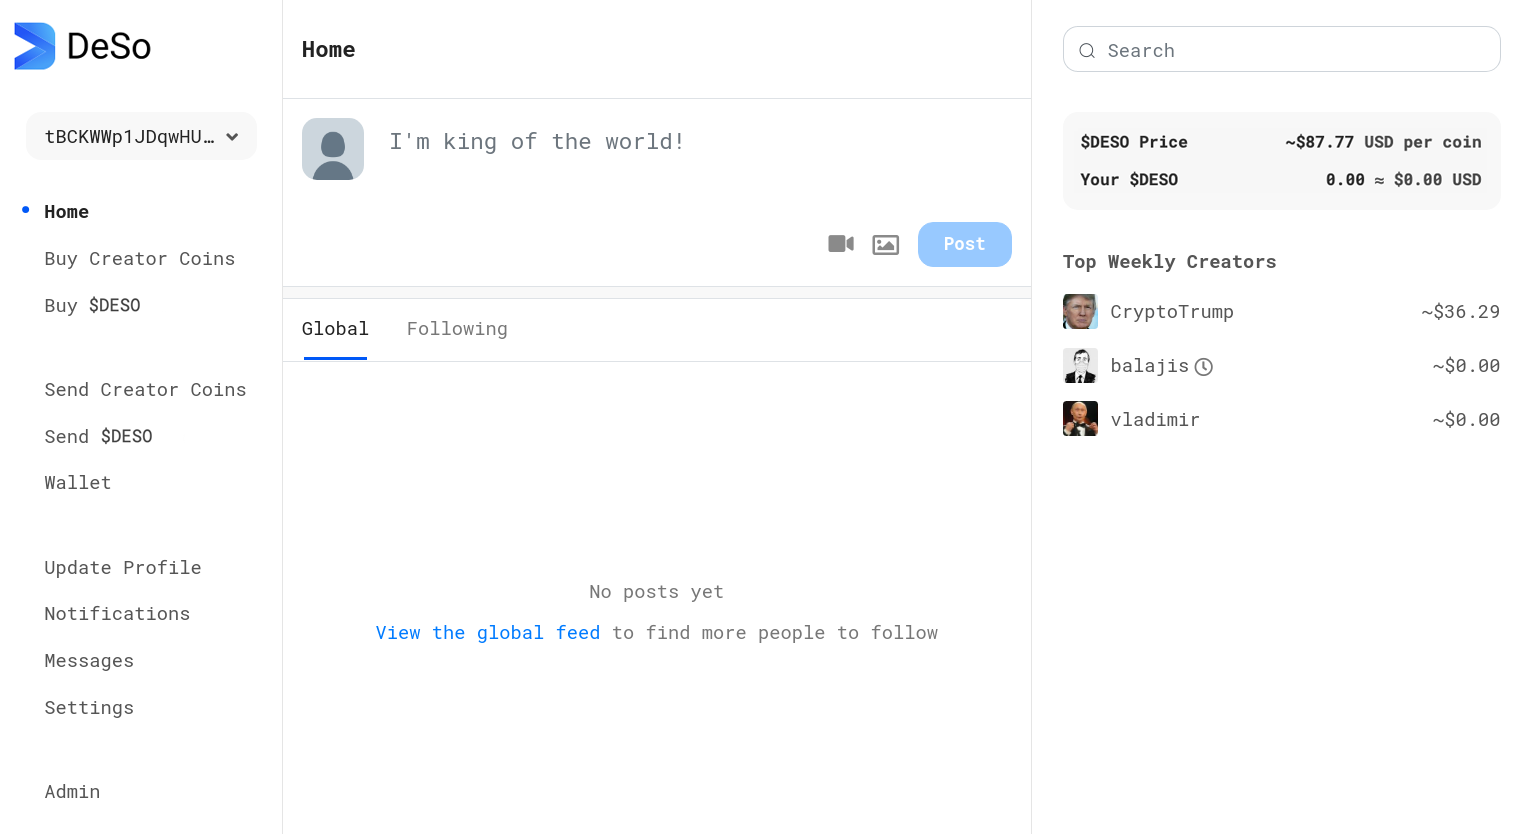 DeSo
tBCKWWp1JDqwHU…
Home
Buy Creator Coins
Buy $DESO
Send Creator Coins
Send $DESO
Wallet
Update Profile
Notifications
Messages
Settings
Admin
Home
I'm king of the world!
Post
Global Following
No posts yet
View the global feed to find more people to follow
Search
$DESO Price ~$87.77 USD per coin
Your $DESO 0.00 ≈ $0.00 USD
Top Weekly Creators
CryptoTrump ~$36.29
balajis ~$0.00
vladimir ~$0.00